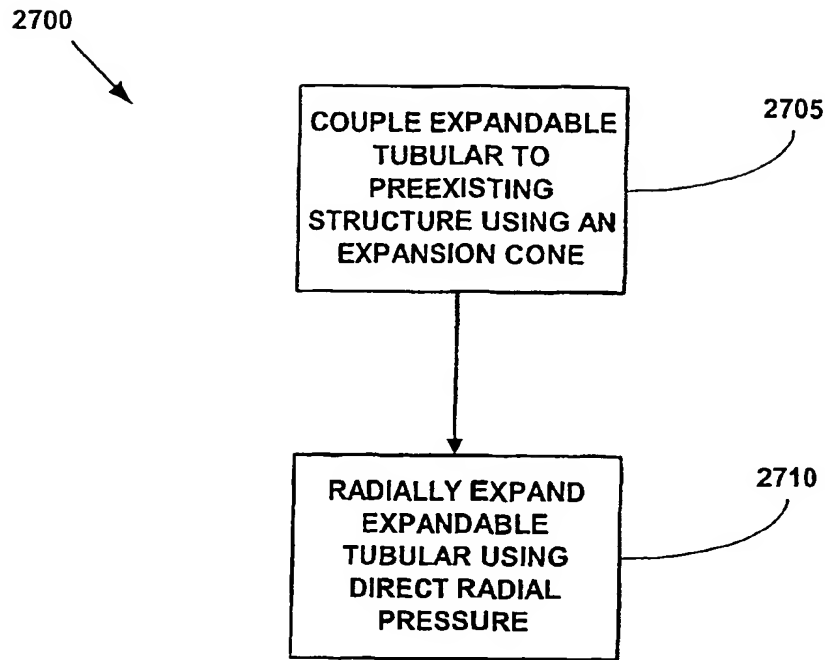 2700
COUPLE EXPANDABLE
TUBULAR TO
PREEXISTING
STRUCTURE USING AN
EXPANSION CONE
2705
RADIALLY EXPAND
EXPANDABLE
TUBULAR USING
DIRECT RADIAL
PRESSURE
2710